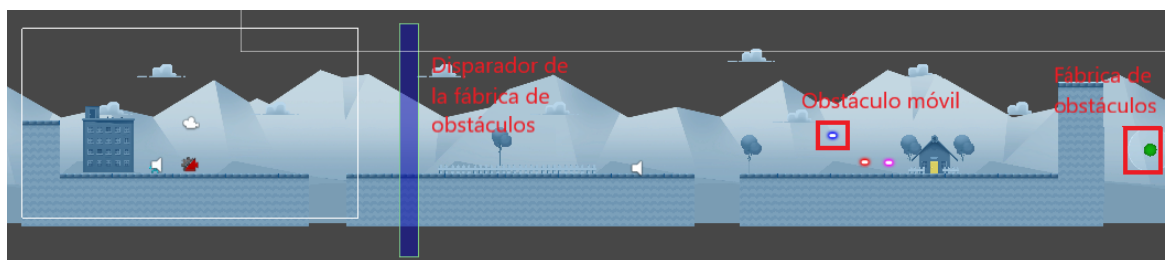 Disparador de
la fábrica de
obstáculos
Obstáculo móvil
Fábrica de
obstáculos